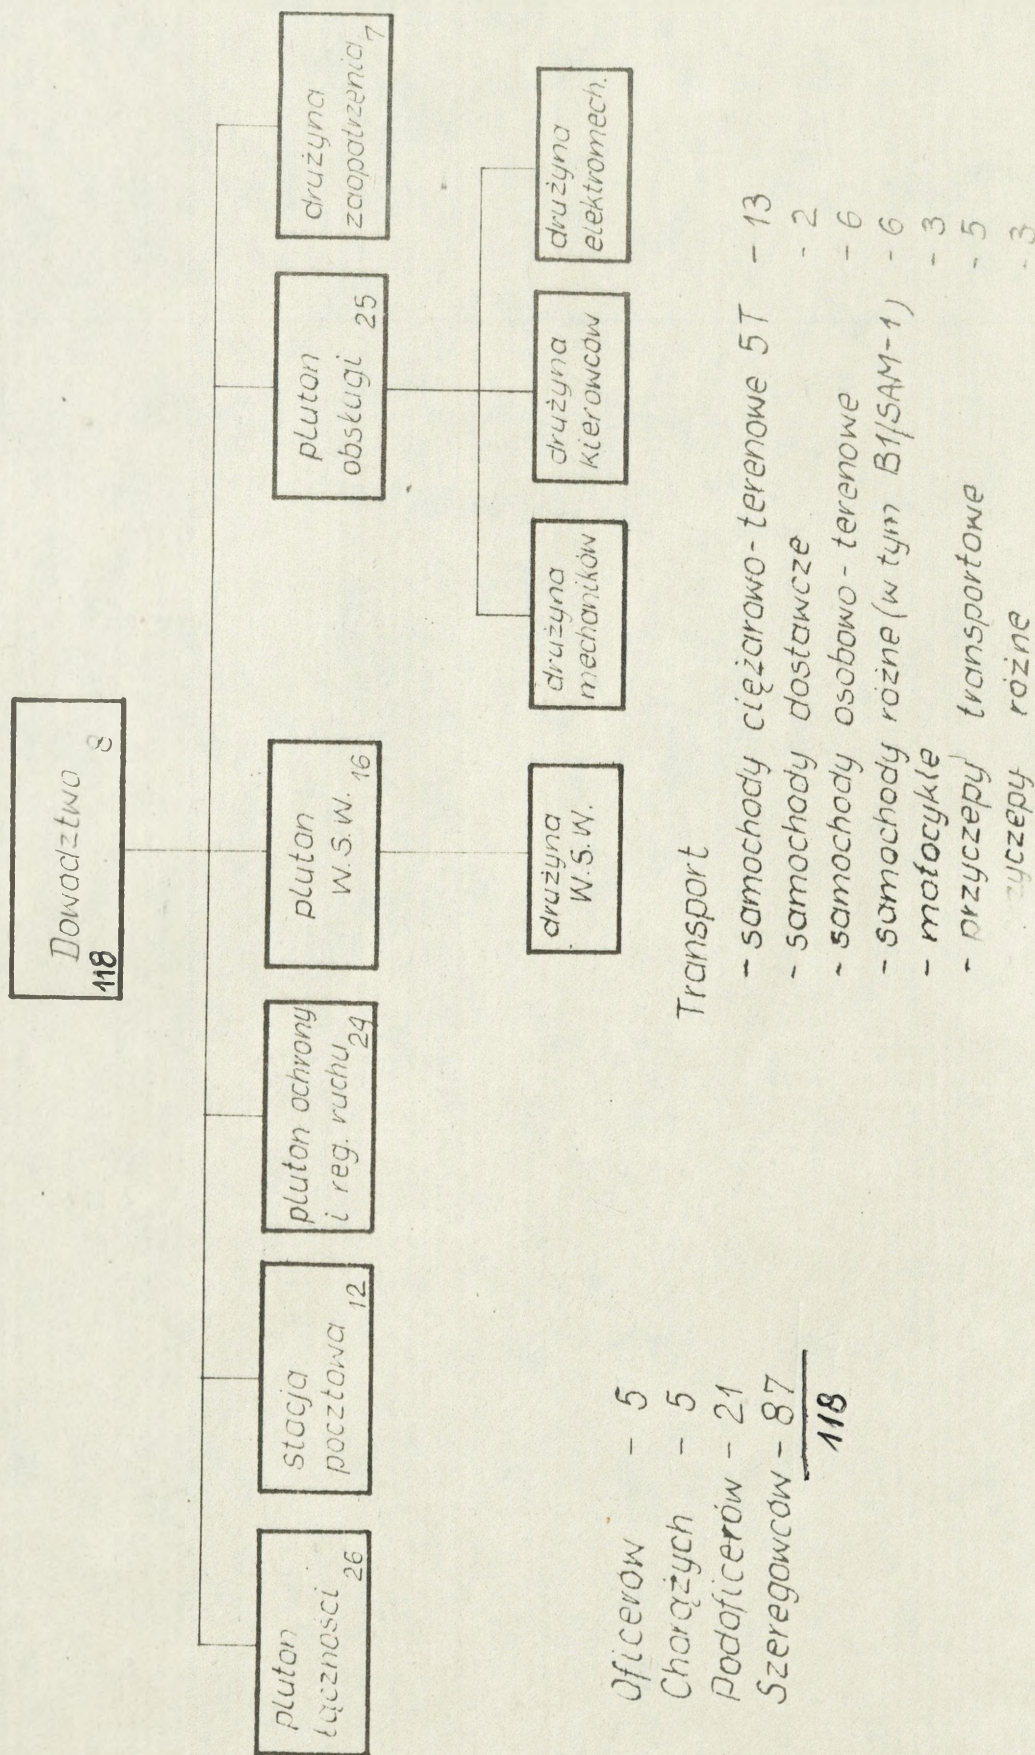 Dowództwo 8
118
pluton
łączności 26
stacja
pocztowa 12
pluton ochrony
i reg. ruchu 24
pluton
W.S.W. 16
pluton
obsługi 25
drużyna
zaopatrzenia 7
drużyna
W.S.W.
drużyna
mechaników
drużyna
kierowców
drużyna
elektromech.
Oficerów - 5
Chorążych - 5
Podoficerów - 21
Szeregowców - 87
118
Transport
- samochody ciężarowo-terenowe 5T - 13
- samochody dostawcze - 2
- samochody osobowo-terenowe - 6
- samochody różne (w tym B1/SAM-1) - 6
- motocykle - 3
- przyczepy transportowe - 5
zyczepy różne - 3